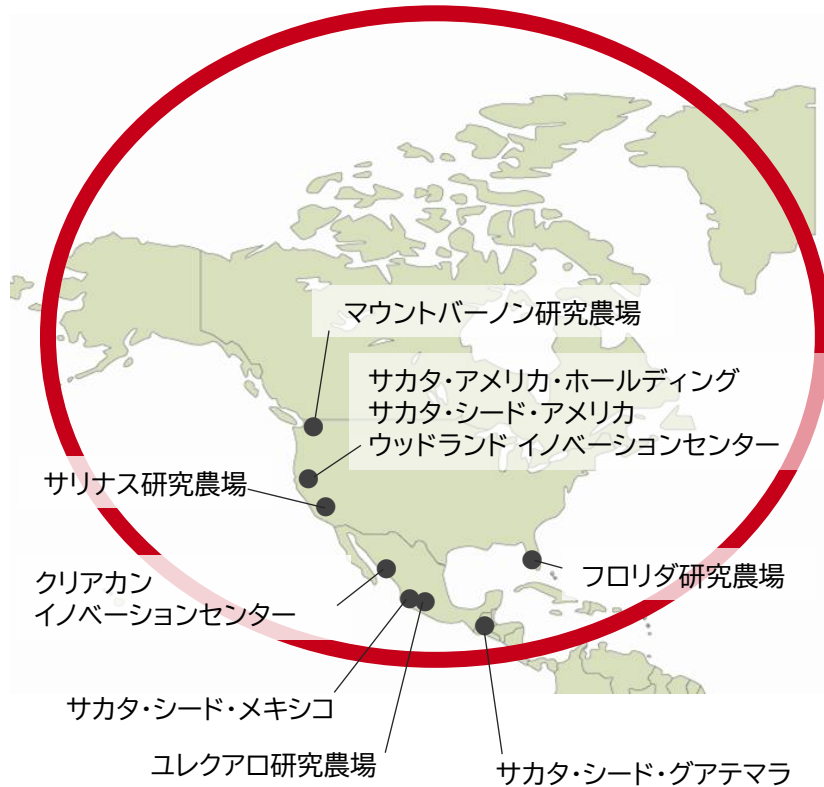 マウントバーノン研究農場
サカタ・アメリカ・ホールディング
サカタ・シード・アメリカ
ウッドランド イノベーションセンター
サリナス研究農場
フロリダ研究農場
クリアカン
イノベーションセンター
サカタ・シード・メキシコ
ユレクアロ研究農場
サカタ・シード・グアテマラ